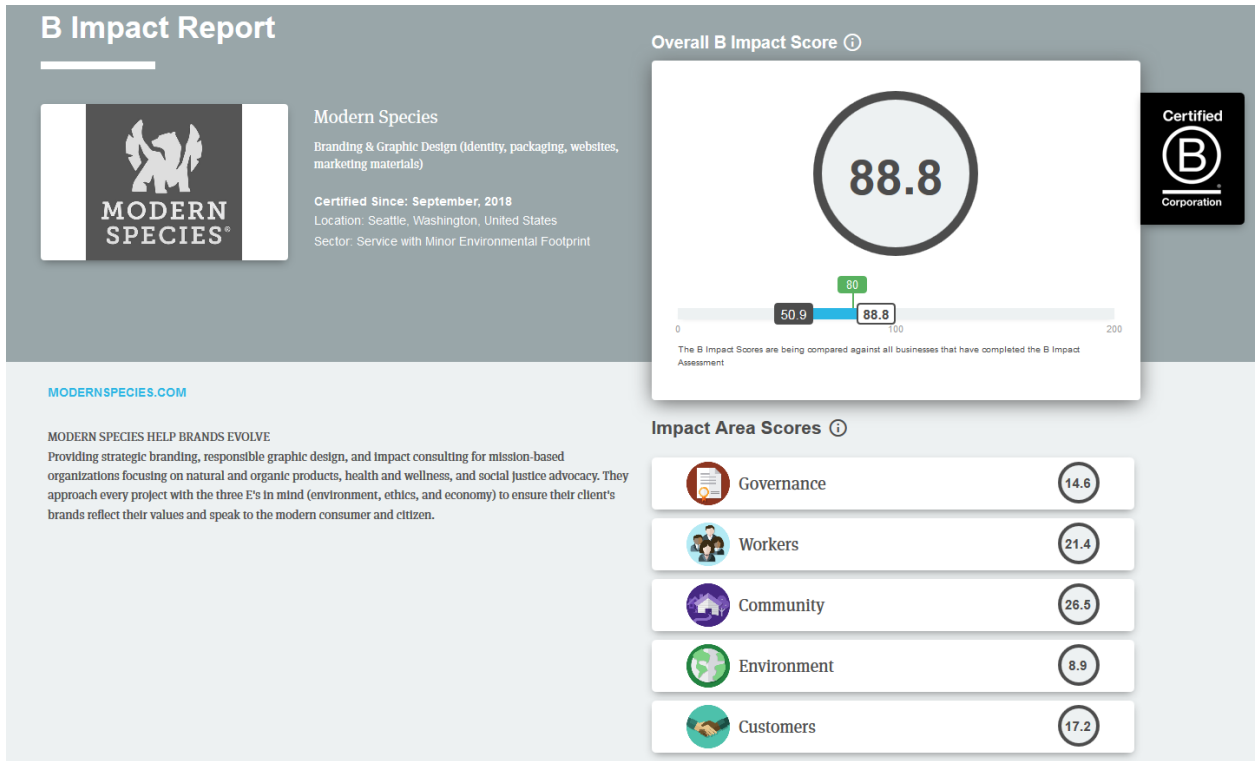 B Impact Report
MODERN
SPECIES®
Modern Species
Branding & Graphic Design (identity, packaging, websites,
marketing materials)
Certified Since: September, 2018
Location: Seattle, Washington, United States
Sector: Service with Minor Environmental Footprint
Overall B Impact Score
88.8
80
50.9
88.8
0
100
200
The B Impact Scores are being compared against all businesses that have completed the B Impact
Assessment
Certified
B
®
Corporation
MODERNSPECIES.COM
MODERN SPECIES HELP BRANDS EVOLVE
Providing strategic branding, responsible graphic design, and impact consulting for mission-based
organizations focusing on natural and organic products, health and wellness, and social justice advocacy. They
approach every project with the three E's in mind (environment, ethics, and economy) to ensure their client's
brands reflect their values and speak to the modern consumer and citizen.
Impact Area Scores
Governance 14.6
Workers 21.4
Community 26.5
Environment 8.9
Customers 17.2